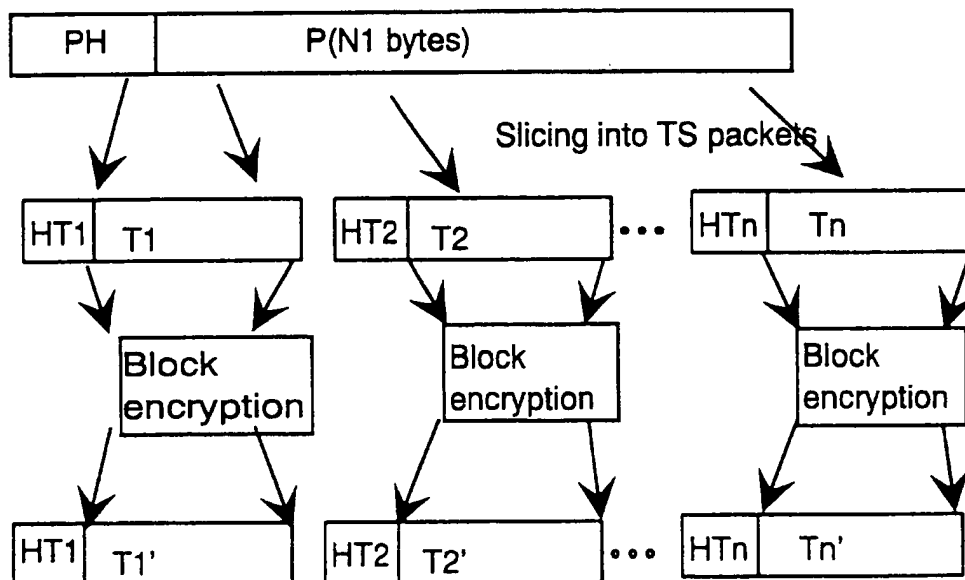 PH P(N1 bytes)
Slicing into TS packets
HT1 T1 HT2 T2 HTn Tn
Block encryption
Block encryption
Block encryption
HT1 T1' HT2 T2' HTn Tn'